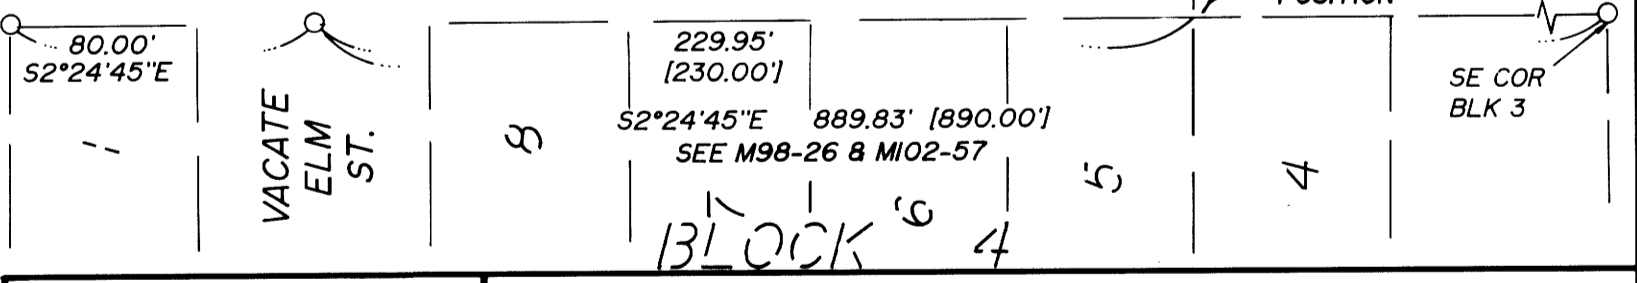 POSITION
80.00'
S2°24'45"E
229.95'
[230.00']
SE COR
BLK 3
VACATE
ELM
ST.
8
S2°24'45"E 889.83' [890.00']
SEE M98-26 & M102-57
5
4
6
BLOCK 4